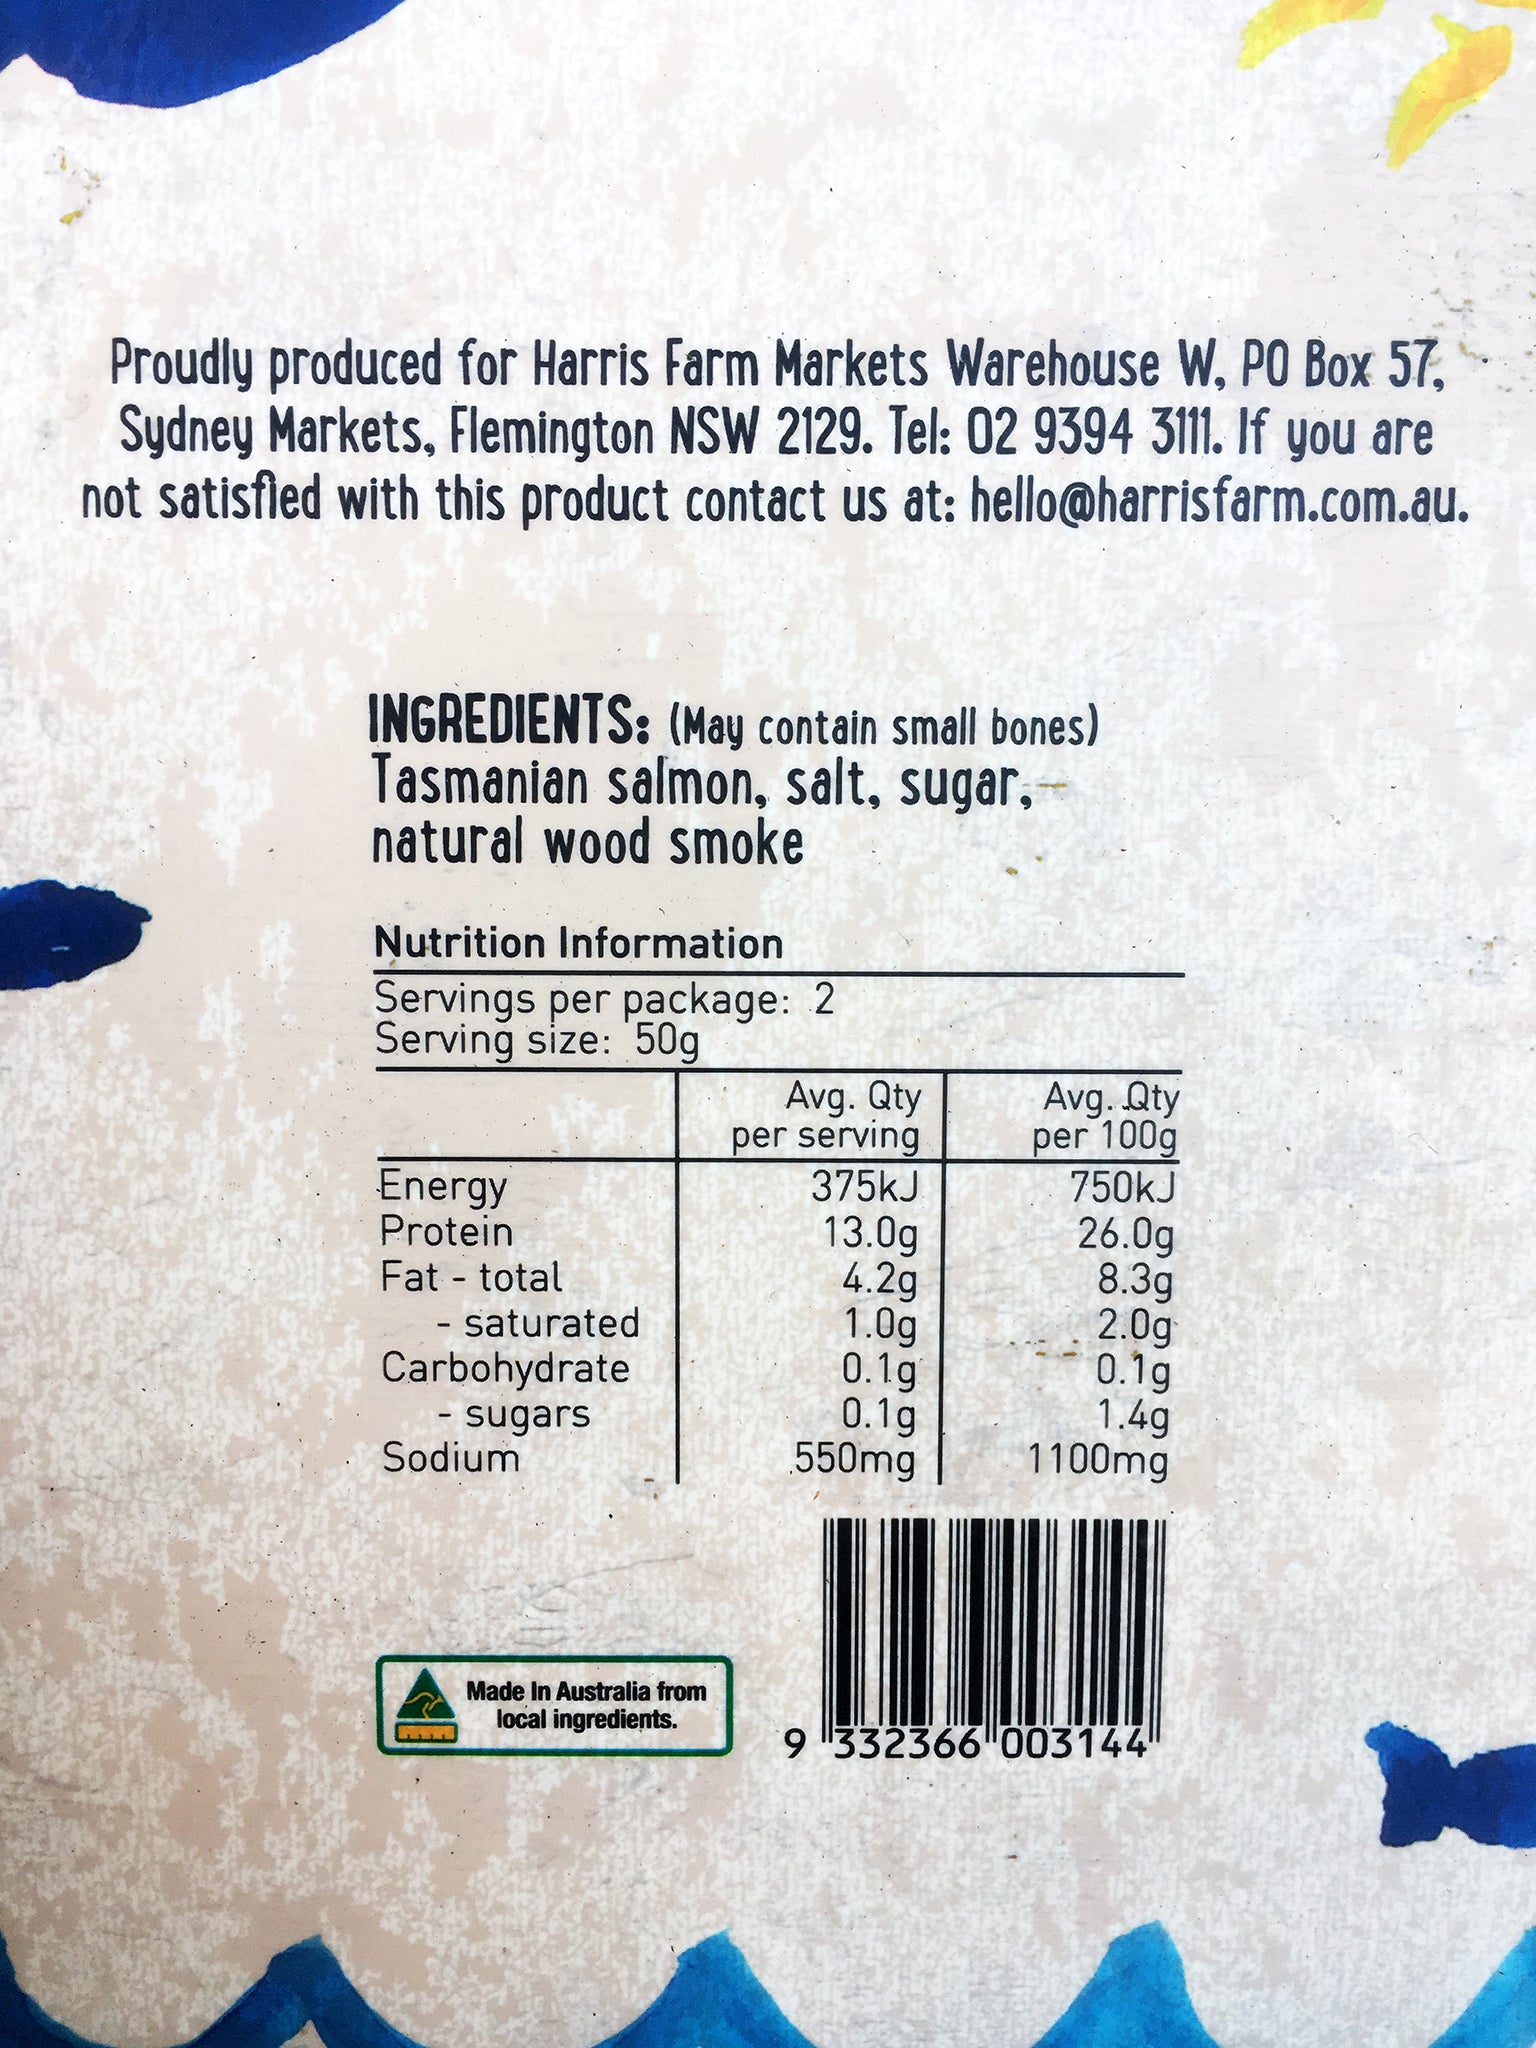 Proudly produced for Harris Farm Markets Warehouse W, PO Box 57,
Sydney Markets, Flemington NSW 2129. Tel: 02 9394 3111. If you are
not satisfied with this product contact us at: hello@harrisfarm.com.au.
INGREDIENTS: (May contain small bones)
Tasmanian salmon, salt, sugar,
natural wood smoke
Nutrition Information
Servings per package: 2
Serving size: 50g
Avg. Qty Avg. Qty
per serving per 100g
Energy 375kJ 750kJ
Protein 13.0g 26.0g
Fat - total 4.2g 8.3g
- saturated 1.0g 2.0g
Carbohydrate 0.1g 0.1g
- sugars 0.1g 1.4g
Sodium 550mg 1100mg
Made In Australia from
local ingredients.
9 332366 003144